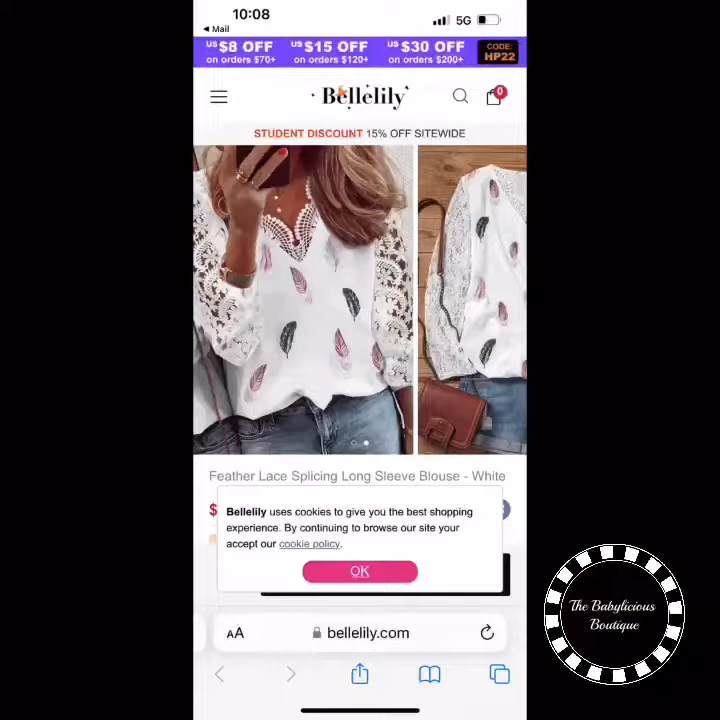 10:08
5G
Mail
US$8 OFF US$15 OFF US$30 OFF CODE:
on orders $70+ on orders $120+ on orders $200+ HP22
Bellelily
0
STUDENT DISCOUNT 15% OFF SITEWIDE
Feather Lace Splicing Long Sleeve Blouse - White
$
Bellelily uses cookies to give you the best shopping
experience. By continuing to browse our site your
accept our cookie policy.
OK
AA bellelily.com
The Babylicious
Boutique